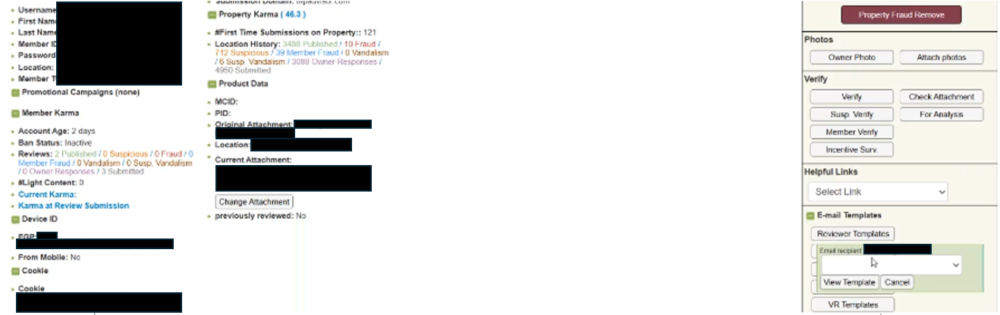 Username
First Name
Last Name
Member ID
Password
Location:
Member T
Promotional Campaigns (none)
Member Karma
Account Age: 2 days
Ban Status: Inactive
Reviews: 2 Published / 0 Suspicious / 0 Fraud / 0
Member Fraud / 0 Vandalism / 0 Susp. Vandalism
/ 0 Owner Responses / 3 Submitted
#Light Content: 0
Current Karma:
Karma at Review Submission
Device ID
From Mobile: No
Cookie
Cookie
Submission Domain: tripadvisor.com
Property Karma ( 46.3 )
#First Time Submissions on Property:: 121
Location History: 3488 Published / 10 Fraud /
712 Suspicious / 39 Member Fraud / 0 Vandalism
/ 6 Susp. Vandalism / 3088 Owner Responses /
4950 Submitted
Product Data
MCID:
PID:
Original Attachment:
Location:
Current Attachment:
Change Attachment
previously reviewed: No
Property Fraud Remove
Photos
Owner Photo
Attach photos
Verify
Verify
Check Attachment
Susp. Verify
For Analysis
Member Verify
Incentive Surv.
Helpful Links
Select Link
E-mail Templates
Reviewer Templates
Email recipient
View Template
Cancel
VR Templates